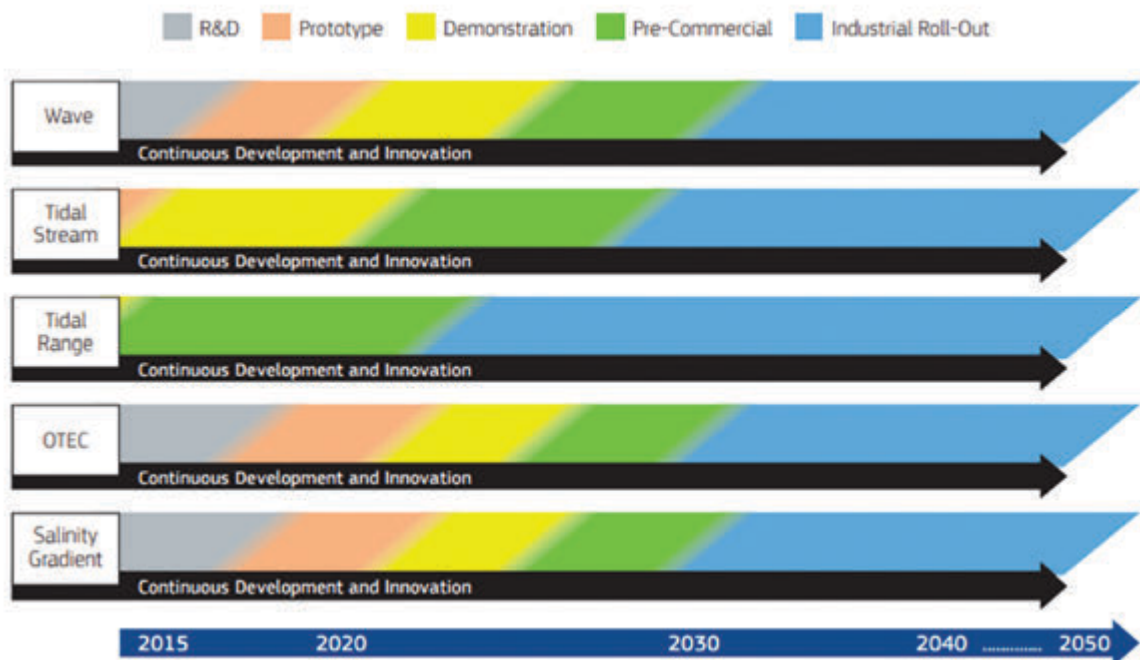 R&D Prototype Demonstration Pre-Commercial Industrial Roll-Out
Wave
Continuous Development and Innovation
Tidal
Stream
Continuous Development and Innovation
Tidal
Range
Continuous Development and Innovation
OTEC
Continuous Development and Innovation
Salinity
Gradient
Continuous Development and Innovation
2015 2020 2030 2040 ............ 2050